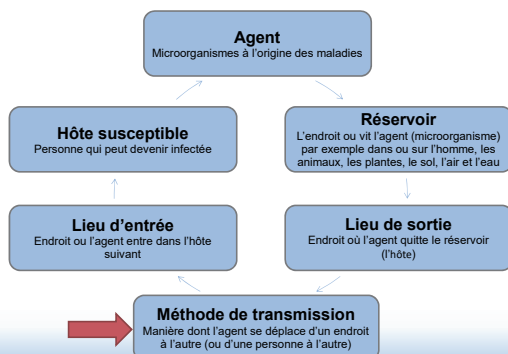 Agent
Microorganismes à l'origine des maladies
Hôte susceptible
Personne qui peut devenir infectée
Réservoir
L'endroit ou vit l'agent (microorganisme)
par exemple dans ou sur l'homme, les
animaux, les plantes, le sol, l'air et l'eau
Lieu d'entrée
Endroit ou l'agent entre dans l'hôte
suivant
Lieu de sortie
Endroit où l'agent quitte le réservoir
(l'hôte)
Méthode de transmission
Manière dont l'agent se déplace d'un endroit
à l'autre (ou d'une personne à l'autre)